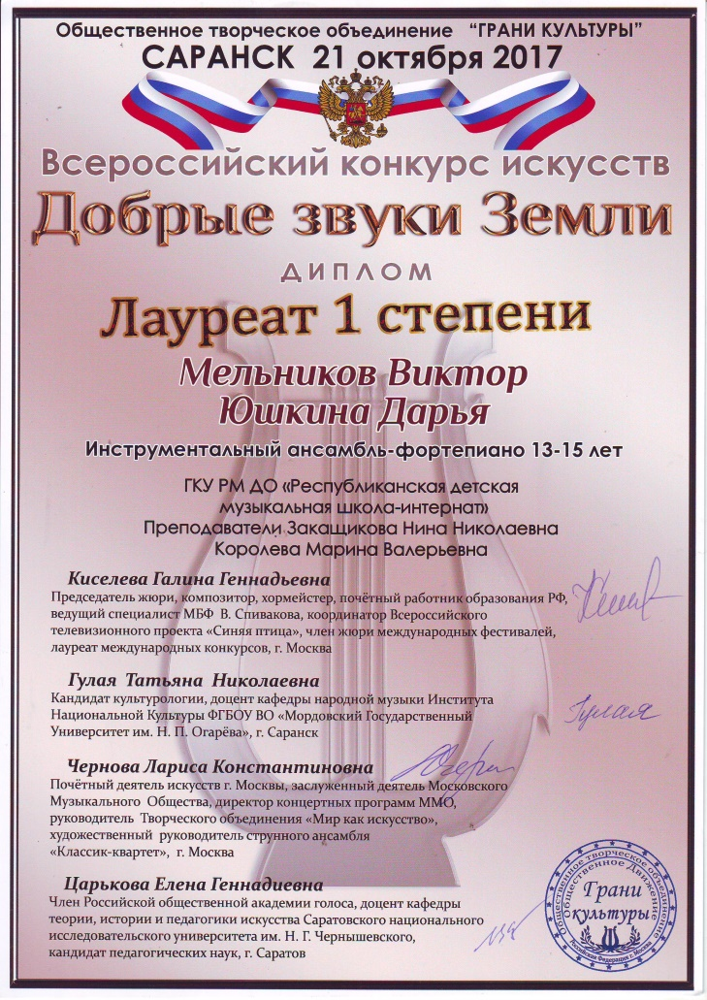 Общественное творческое объединение "ГРАНИ КУЛЬТУРЫ"
САРАНСК 21 октября 2017
Всероссийский конкурс искусств
Добрые звуки Земли
ДИПЛОМ
Лауреат 1 степени
Мельников Виктор
Юшкина Дарья
Инструментальный ансамбль-фортепиано 13-15 лет
ГКУ РМ ДО «Республиканская детская
музыкальная школа-интернат»
Преподаватели Закащикова Нина Николаевна
Королева Марина Валерьевна
Киселева Галина Геннадьевна
Председатель жюри, композитор, хормейстер, почётный работник образования РФ,
ведущий специалист МБФ В. Спивакова, координатор Всероссийского
телевизионного проекта «Синяя птица», член жюри международных фестивалей,
лауреат международных конкурсов, г. Москва
Гулая Татьяна Николаевна
Кандидат культурологии, доцент кафедры народной музыки Института
Национальной Культуры ФГБОУ ВО «Мордовский Государственный
Университет им. Н. П. Огарёва», г. Саранск
Гулая
Чернова Лариса Константиновна
Почётный деятель искусств г. Москвы, заслуженный деятель Московского
Музыкального Общества, директор концертных программ ММО,
руководитель Творческого объединения «Мир как искусство»,
художественный руководитель струнного ансамбля
«Классик-квартет», г. Москва
Царькова Елена Геннадиевна
Член Российской общественной академии голоса, доцент кафедры
теории, истории и педагогики искусства Саратовского национального
исследовательского университета им. Н. Г. Чернышевского,
кандидат педагогических наук, г. Саратов
Общественное творческое объединение
Общественное Движение
Грани
культуры
Российская Федерация г. Москва